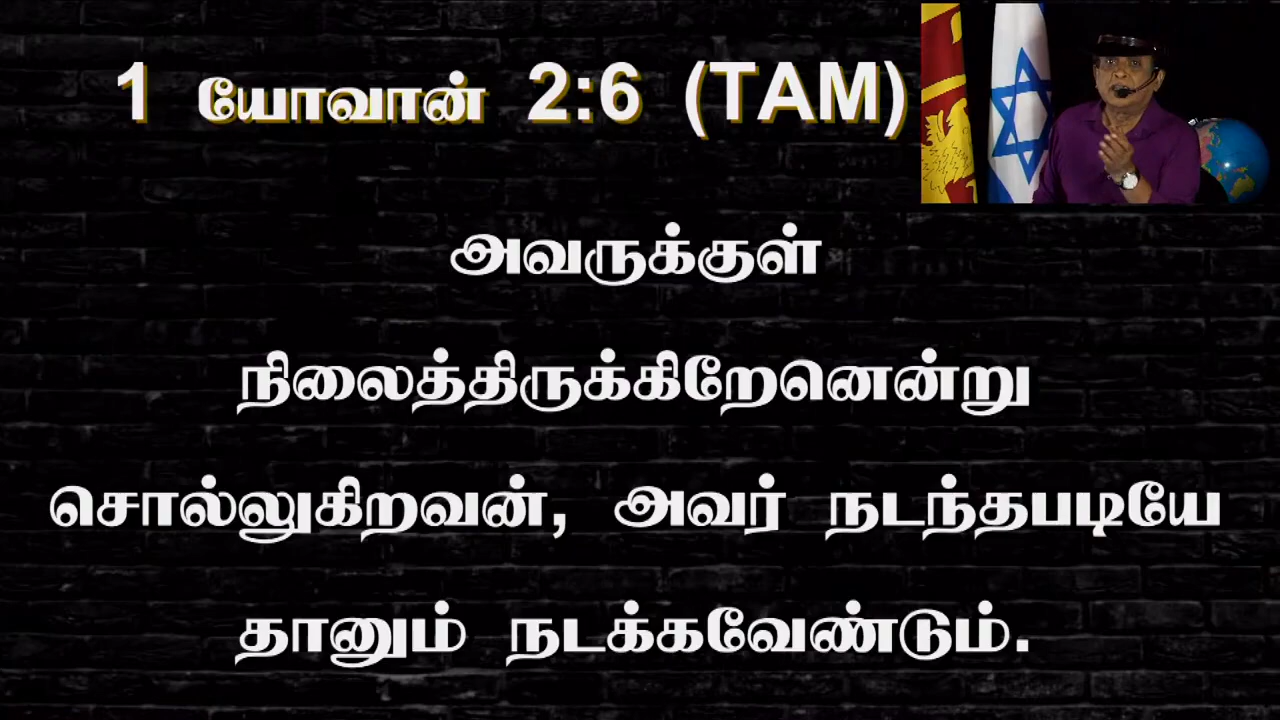 1 யோவான் 2:6 (TAM)
அவருக்குள்
நிலைத்திருக்கிறேனென்று
சொல்லுகிறவன், அவர் நடந்தபடியே
தானும் நடக்கவேண்டும்.